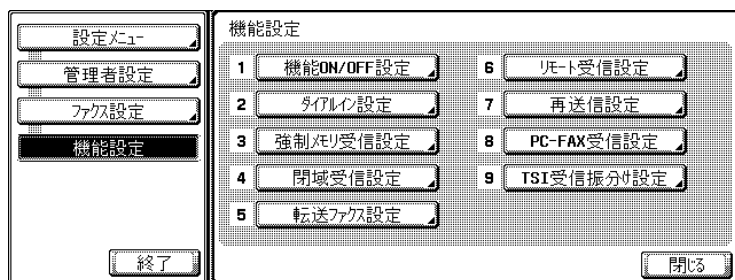 設定メニュー
管理者設定
ファクス設定
機能設定
終了
機能設定
1 機能ON/OFF設定
2 ダイアルイン設定
3 強制メモリ受信設定
4 閉域受信設定
5 転送ファクス設定
6 リモート受信設定
7 再送信設定
8 PC-FAX受信設定
9 TSI受信振分け設定
閉じる